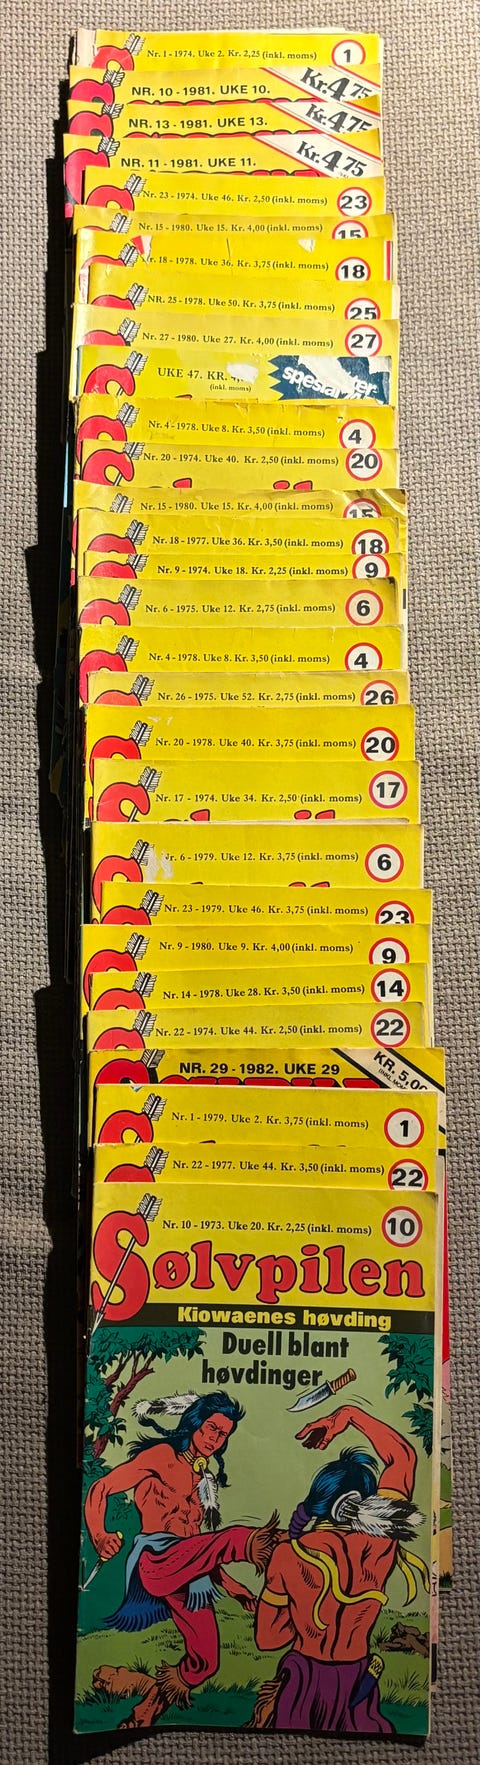 Nr. 1 - 1974. Uke 2. Kr. 2,25 (inkl. moms) 1
NR. 10 - 1981. UKE 10. Kr. 4 75
NR. 13 - 1981. UKE 13. Kr. 4 75
NR. 11 - 1981. UKE 11. Kr. 4 75
Nr. 23 - 1974. Uke 46. Kr. 2,50 (inkl. moms) 23
Nr. 15 - 1980. Uke 15. Kr. 4,00 (inkl. moms) 15
Nr. 18 - 1978. Uke 36. Kr. 3,75 (inkl. moms) 18
NR. 25 - 1978. Uke 50. Kr. 3,75 (inkl. moms) 25
Nr. 27 - 1980. Uke 27. Kr. 4,00 (inkl. moms) 27
UKE 47. KR.
(inkl. moms)
Nr. 4 - 1978. Uke 8. Kr. 3,50 (inkl. moms) 4
Nr. 20 - 1974. Uke 40. Kr. 2,50 (inkl. moms) 20
Nr. 15 - 1980. Uke 15. Kr. 4,00 (inkl. moms) 15
Nr. 18 - 1977. Uke 36. Kr. 3,50 (inkl. moms) 18
Nr. 9 - 1974. Uke 18. Kr. 2,25 (inkl. moms) 9
Nr. 6 - 1975. Uke 12. Kr. 2,75 (inkl. moms) 6
Nr. 4 - 1978. Uke 8. Kr. 3,50 (inkl. moms) 4
Nr. 26 - 1975. Uke 52. Kr. 2,75 (inkl. moms) 26
Nr. 20 - 1978. Uke 40. Kr. 3,75 (inkl. moms) 20
Nr. 17 - 1974. Uke 34. Kr. 2,50 (inkl. moms) 17
Nr. 6 - 1979. Uke 12. Kr. 3,75 (inkl. moms) 6
Nr. 23 - 1979. Uke 46. Kr. 3,75 (inkl. moms) 23
Nr. 9 - 1980. Uke 9. Kr. 4,00 (inkl. moms) 9
Nr. 14 - 1978. Uke 28. Kr. 3,50 (inkl. moms) 14
Nr. 22 - 1974. Uke 44. Kr. 2,50 (inkl. moms) 22
NR. 29 - 1982. UKE 29 KR. 5,00
Nr. 1 - 1979. Uke 2. Kr. 3,75 (inkl. moms) 1
Nr. 22 - 1977. Uke 44. Kr. 3,50 (inkl. moms) 22
Nr. 10 - 1973. Uke 20. Kr. 2,25 (inkl. moms) 10
Sølvpilen
Kiowaenes høvding
Duell blant
høvdinger